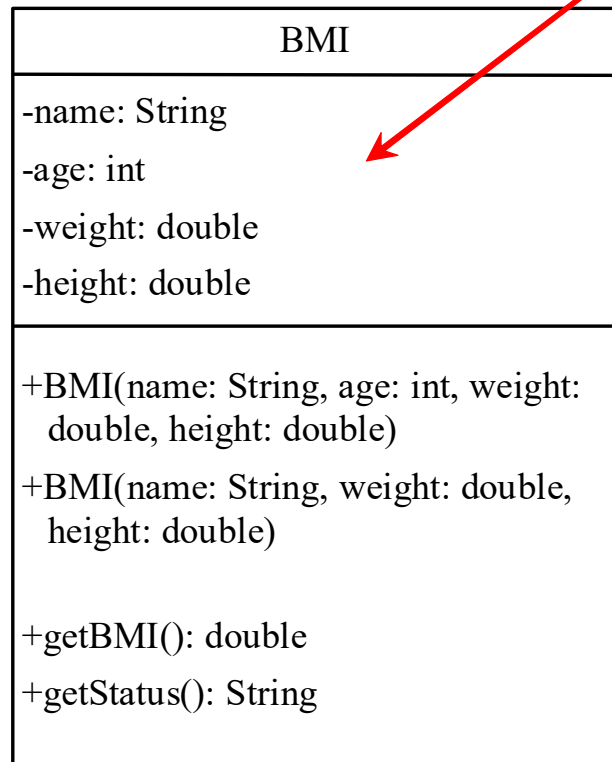 BMI
-name: String
-age: int
-weight: double
-height: double
+BMI(name: String, age: int, weight:
double, height: double)
+BMI(name: String, weight: double,
height: double)
+getBMI(): double
+getStatus(): String